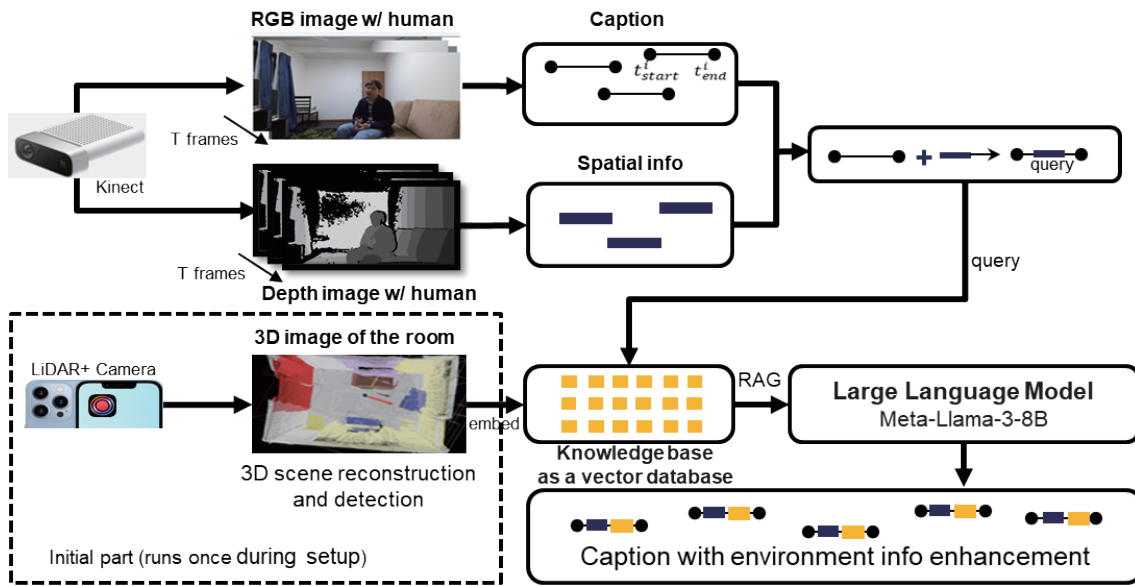 RGB image w/ human
Caption
t^i_start t^i_end
T frames
Kinect
Spatial info
+
query
T frames
Depth image w/ human
query
3D image of the room
LiDAR+ Camera
embed
RAG
Large Language Model
Meta-Llama-3-8B
Knowledge base
as a vector database
3D scene reconstruction
and detection
Initial part (runs once during setup)
Caption with environment info enhancement